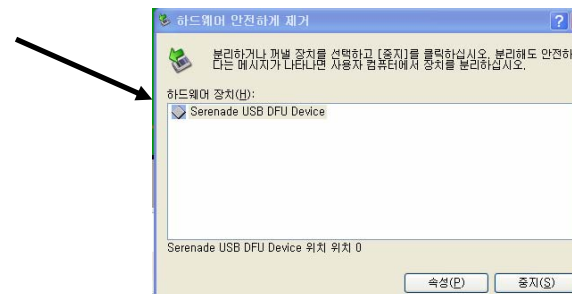 하드웨어 안전하게 제거
분리하거나 꺼낼 장치를 선택하고 [중지]를 클릭하십시오. 분리해도 안전하
다는 메시지가 나타나면 사용자 컴퓨터에서 장치를 분리하십시오.
하드웨어 장치(H):
Serenade USB DFU Device
Serenade USB DFU Device 위치 위치 0
속성(P) 중지(S)